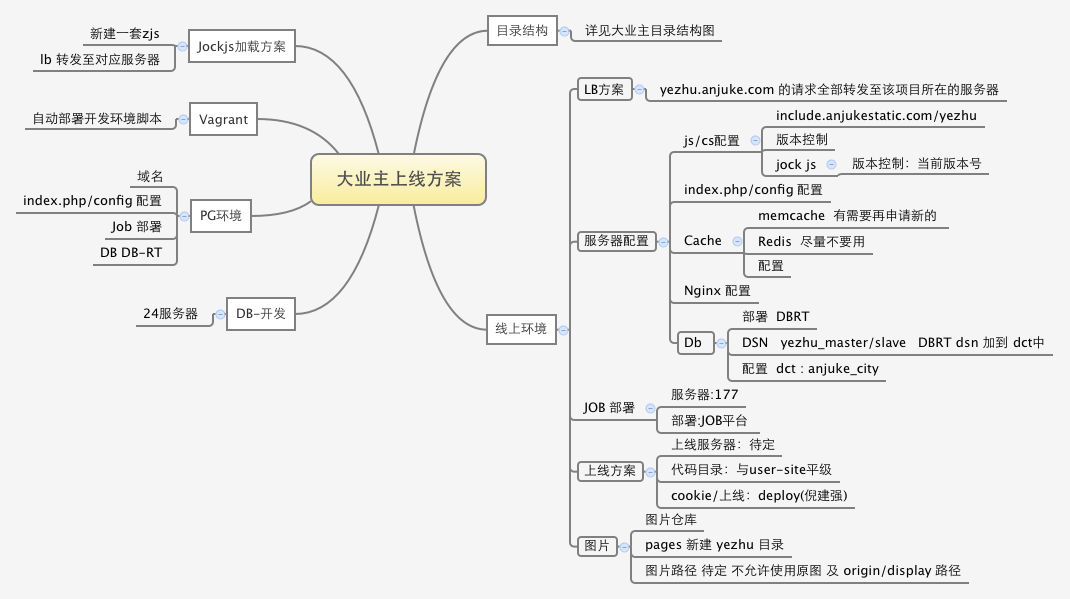 大业主上线方案
Jockjs加载方案
新建一套zjs
lb 转发至对应服务器
Vagrant
自动部署开发环境脚本
PG环境
域名
index.php/config 配置
Job 部署
DB DB-RT
DB-开发
24服务器
目录结构
详见大业主目录结构图
线上环境
LB方案
yezhu.anjuke.com 的请求全部转发至该项目所在的服务器
服务器配置
js/cs配置
include.anjukestatic.com/yezhu
版本控制
jock js
版本控制：当前版本号
index.php/config 配置
Cache
memcache 有需要再申请新的
Redis 尽量不要用
配置
Nginx 配置
Db
部署 DBRT
DSN yezhu_master/slave DBRT dsn 加到 dct中
配置 dct : anjuke_city
JOB 部署
服务器:177
部署:JOB平台
上线方案
上线服务器：待定
代码目录：与user-site平级
cookie/上线：deploy(倪建强)
图片
图片仓库
pages 新建 yezhu 目录
图片路径 待定 不允许使用原图 及 origin/display 路径